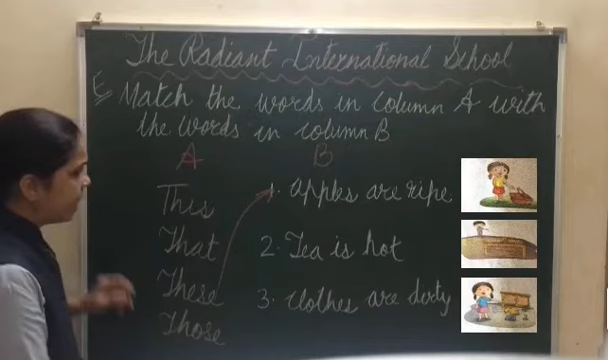 The Radiant International School
E Match the words in column A with
the words in column B
A B
This 1. apples are ripe
That 2. Tea is hot
These 3. clothes are dirty
Those